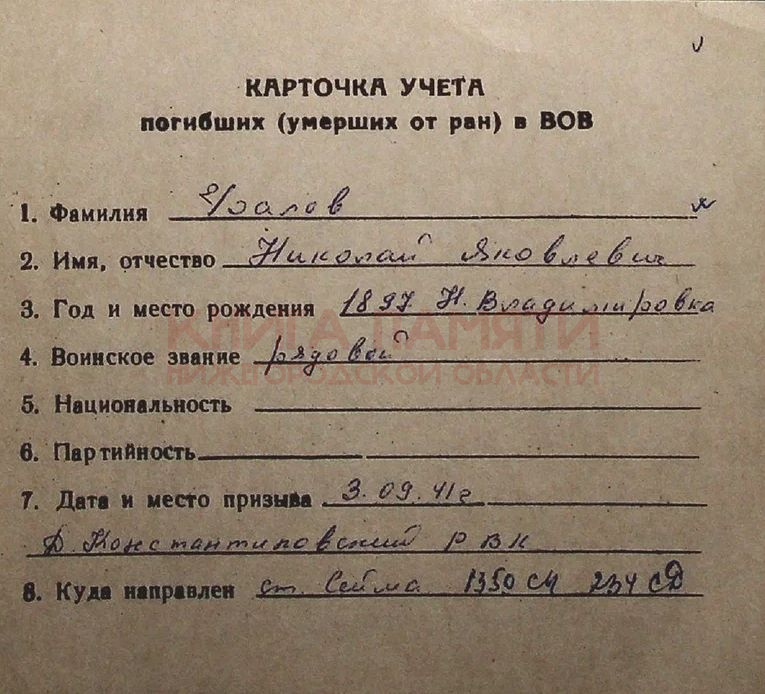 КАРТОЧКА УЧЕТА
погибших (умерших от ран) в ВОВ
1. Фамилия
2. Имя, отчество Николай Яковлевич
3. Год и место рождения 1897 Н. Владимировка
КНИГА ПАМЯТИ
4. Воинское звание рядовой
НИЖЕГОРОДСКОЙ ОБЛАСТИ
5. Национальность
6. Партийность
7. Дата и место призыва 3.09.41г
Д. Константиновский РВК
8. Куда направлен ст. Сейма 1350 СП 234 СД